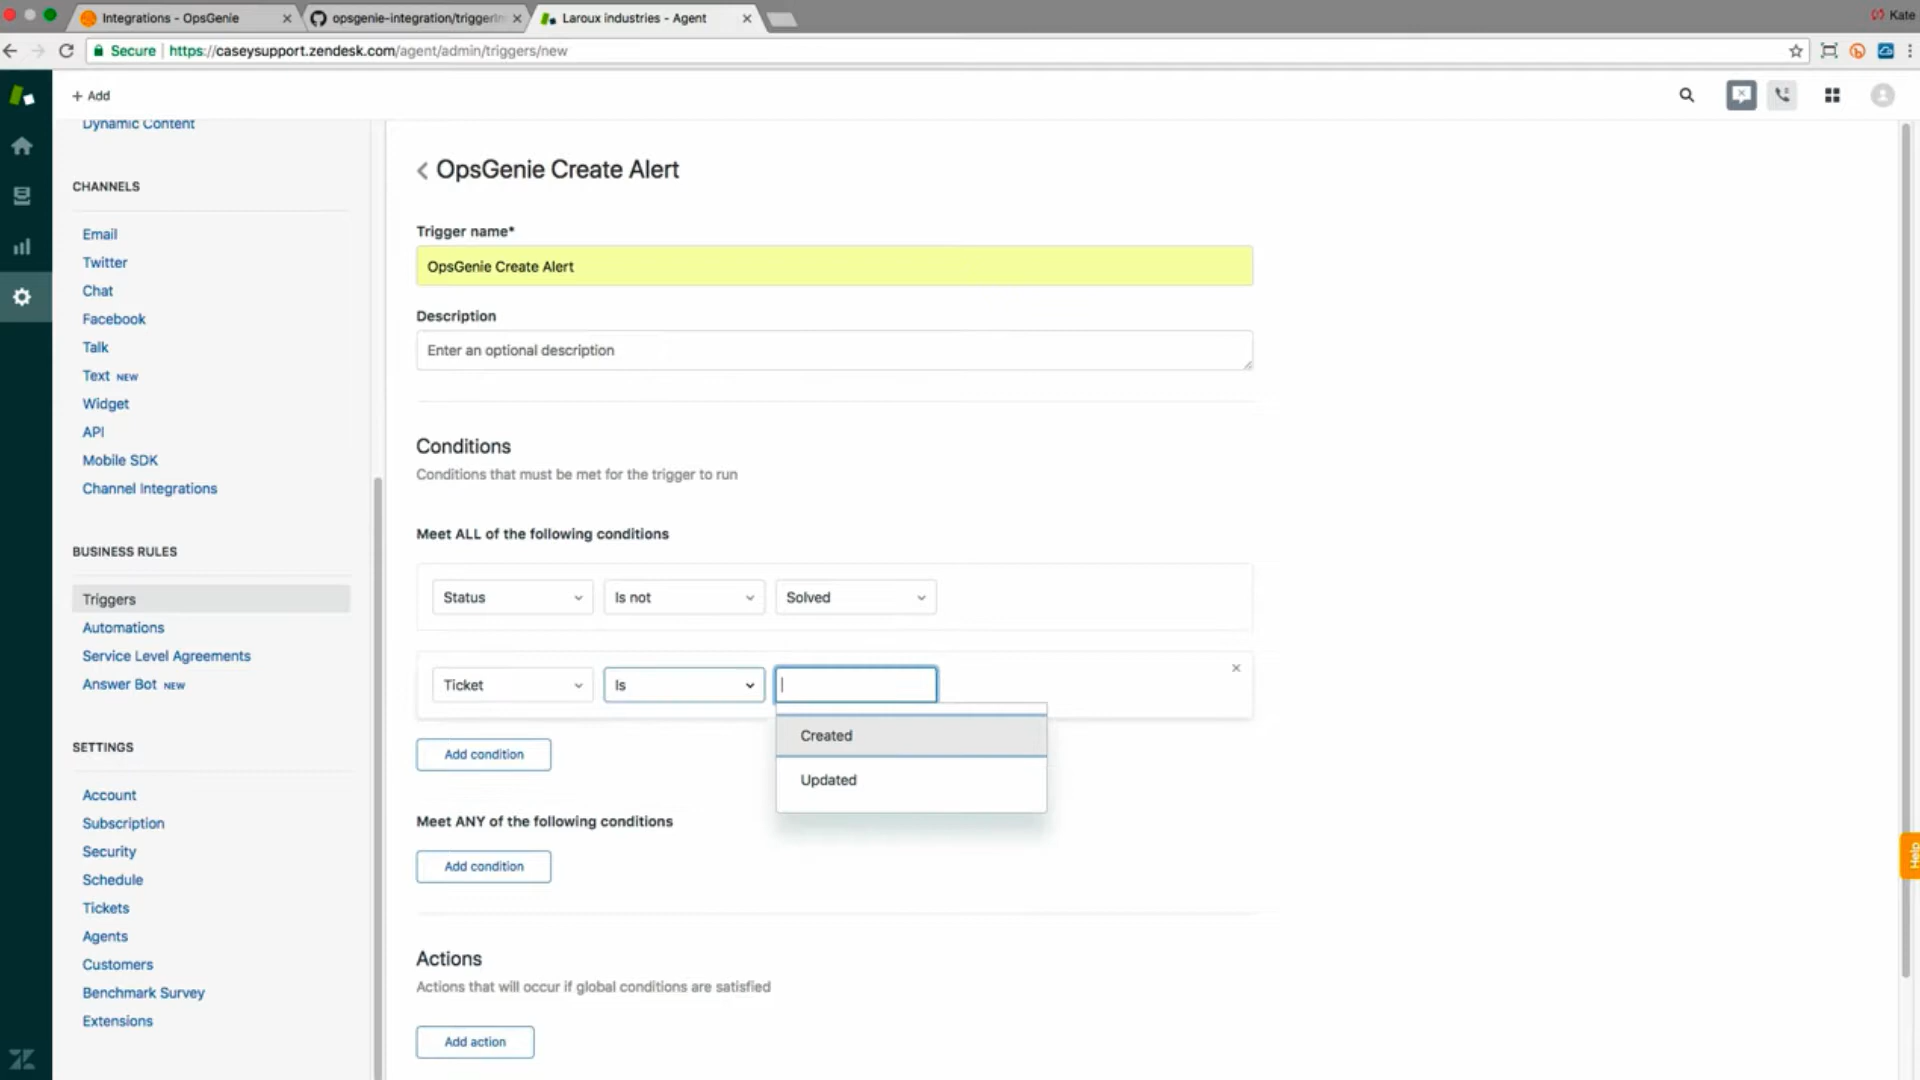 Integrations - OpsGenie
opsgenie-integration/triggerIn
Laroux industries - Agent
Kate
Secure
https://caseysupport.zendesk.com/agent/admin/triggers/new
+ Add
Dynamic Content
CHANNELS
Email
Twitter
Chat
Facebook
Talk
Text NEW
Widget
API
Mobile SDK
Channel Integrations
BUSINESS RULES
Triggers
Automations
Service Level Agreements
Answer Bot NEW
SETTINGS
Account
Subscription
Security
Schedule
Tickets
Agents
Customers
Benchmark Survey
Extensions
OpsGenie Create Alert
Trigger name*
OpsGenie Create Alert
Description
Enter an optional description
Conditions
Conditions that must be met for the trigger to run
Meet ALL of the following conditions
Status Is not Solved
Ticket Is
Created
Updated
Add condition
Meet ANY of the following conditions
Add condition
Actions
Actions that will occur if global conditions are satisfied
Add action
Help